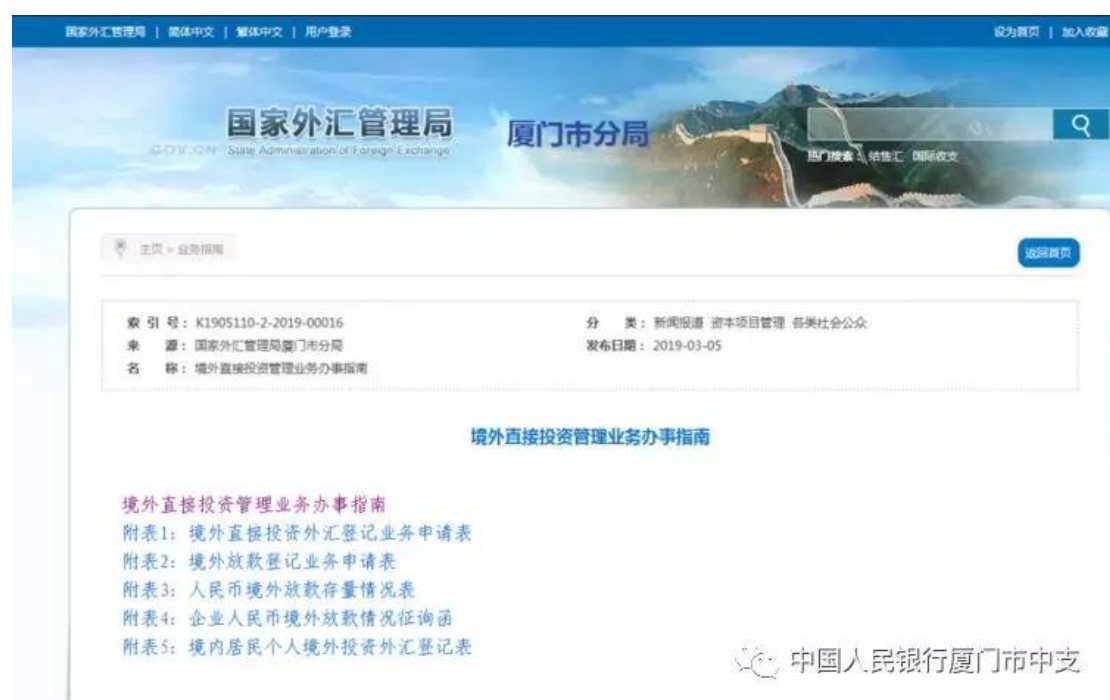 国家外汇管理局 | 简体中文 | 繁体中文 | 用户登录
设为首页 | 加入收藏
国家外汇管理局
GOV.CN State Administration of Foreign Exchange
厦门市分局
热门搜索：结售汇 国际收支
主页 » 业务指南
返回首页
索 引 号：K1905110-2-2019-00016
分 类：新闻报道 资本项目管理 各类社会公众
来 源：国家外汇管理局厦门市分局
发布日期：2019-03-05
名 称：境外直接投资管理业务办事指南
境外直接投资管理业务办事指南
境外直接投资管理业务办事指南
附表1：境外直接投资外汇登记业务申请表
附表2：境外放款登记业务申请表
附表3：人民币境外放款存量情况表
附表4：企业人民币境外放款情况征询函
附表5：境内居民个人境外投资外汇登记表
中国人民银行厦门市中支